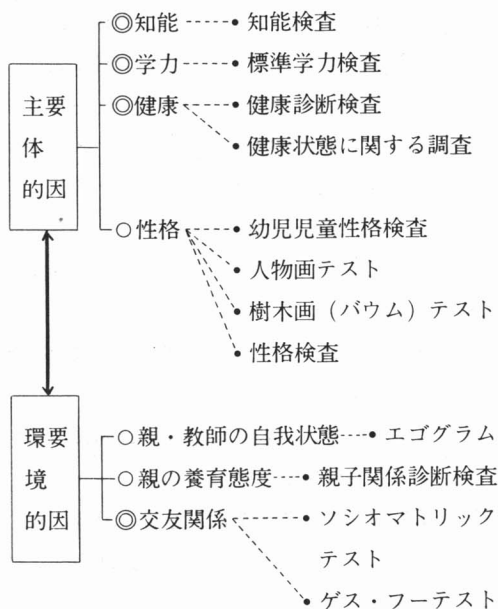 ◎知能 • 知能検査
◎学力 • 標準学力検査
主要
体
的因
◎健康 • 健康診断検査
• 健康状態に関する調査
○性格 • 幼児児童性格検査
• 人物画テスト
• 樹木画（バウム）テスト
• 性格検査
環要
境
的因
○親・教師の自我状態 • エゴグラム
○親の養育態度 • 親子関係診断検査
◎交友関係 • ソシオマトリック
テスト
• ゲス・フーテスト